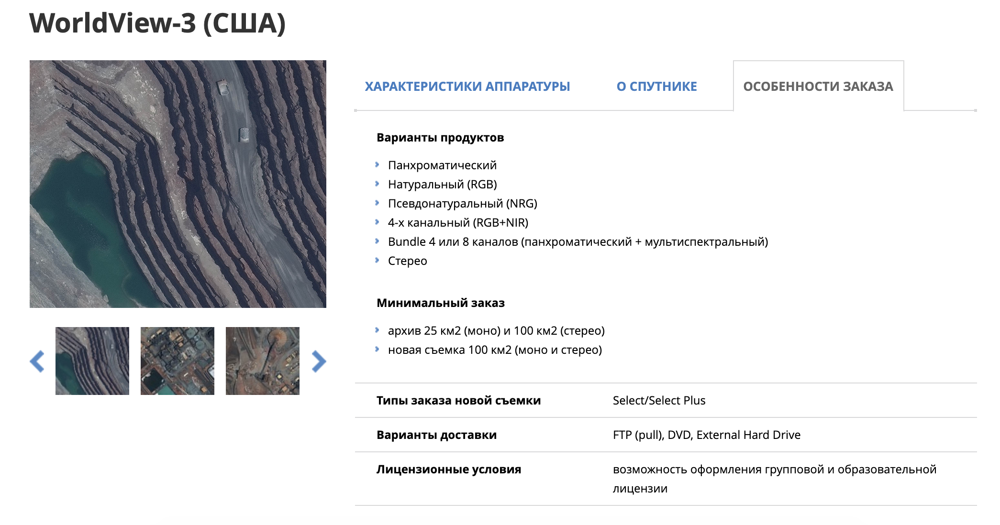 WorldView-3 (США)
ХАРАКТЕРИСТИКИ АППАРАТУРЫ
О СПУТНИКЕ
ОСОБЕННОСТИ ЗАКАЗА
Варианты продуктов
Панхроматический
Натуральный (RGB)
Псевдонатуральный (NRG)
4-х канальный (RGB+NIR)
Bundle 4 или 8 каналов (панхроматический + мультиспектральный)
Стерео
Минимальный заказ
архив 25 км2 (моно) и 100 км2 (стерео)
новая съемка 100 км2 (моно и стерео)
Типы заказа новой съемки
Select/Select Plus
Варианты доставки
FTP (pull), DVD, External Hard Drive
Лицензионные условия
возможность оформления групповой и образовательной
лицензии